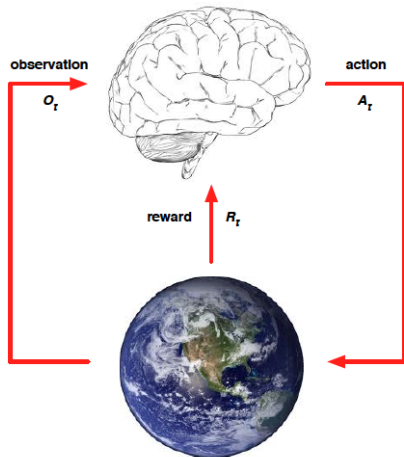 observation
O_t
action
A_t
reward
R_t